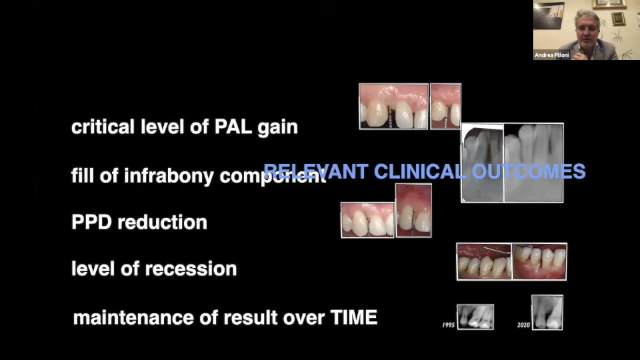 Andrea Pilloni
critical level of PAL gain
RELEVANT CLINICAL OUTCOMES
fill of infrabony component
PPD reduction
level of recession
maintenance of result over TIME
1995
2020